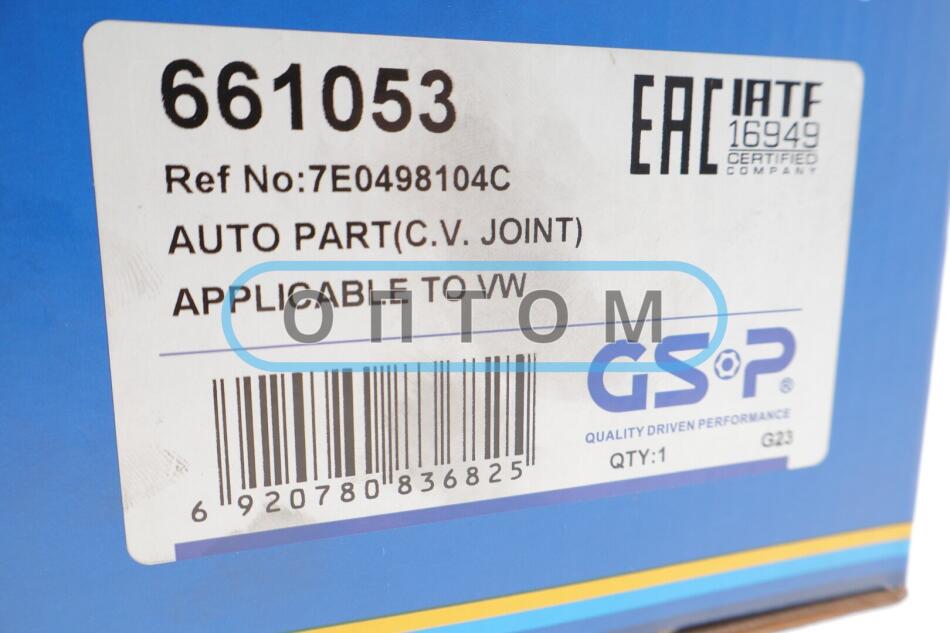 661053
EAC
IATF
16949
CERTIFIED
COMPANY
Ref No:7E0498104C
AUTO PART(C.V. JOINT)
APPLICABLE TO VW
ОПТОМ
GSP®
QUALITY DRIVEN PERFORMANCE
QTY:1
G23
6 920780 836825